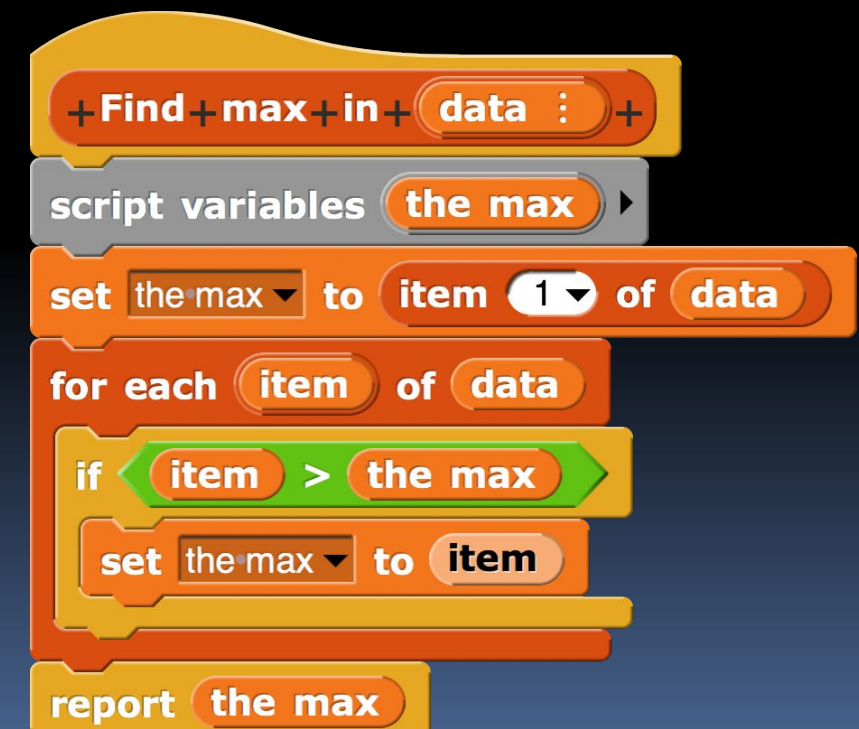 +Find+max+in+ data ⋮ +
script variables the max
set the max to item 1 of data
for each item of data
if item > the max
set the max to item
report the max